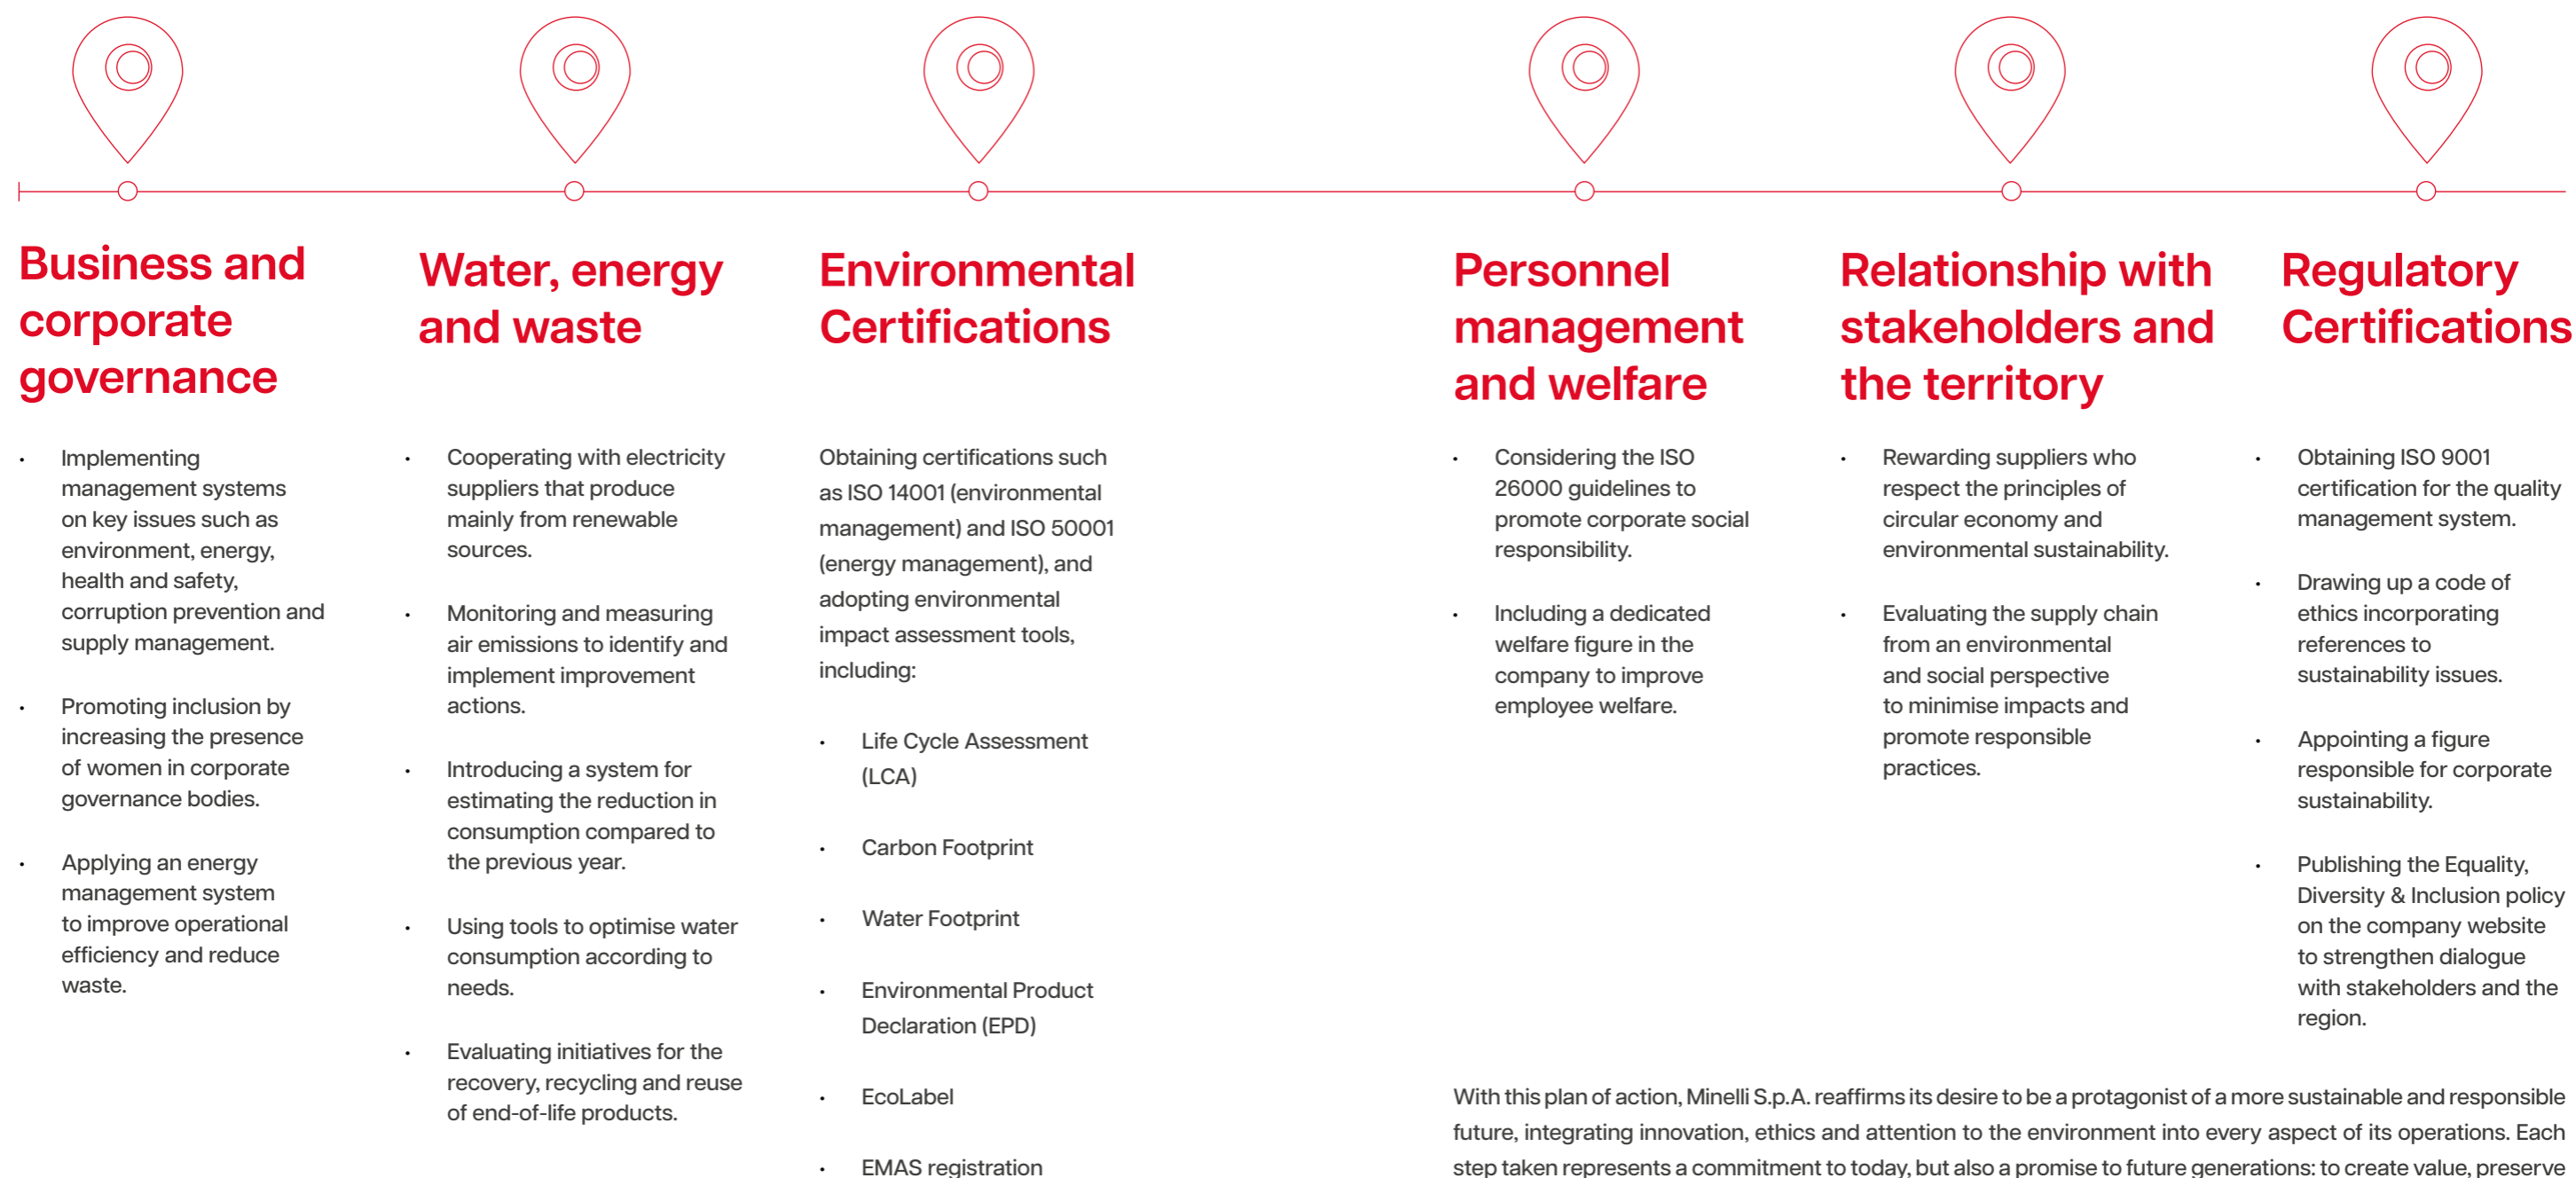 Business and
corporate
governance
• Implementing
management systems
on key issues such as
environment, energy,
health and safety,
corruption prevention and
supply management.
• Promoting inclusion by
increasing the presence
of women in corporate
governance bodies.
• Applying an energy
management system
to improve operational
efficiency and reduce
waste.
Water, energy
and waste
• Cooperating with electricity
suppliers that produce
mainly from renewable
sources.
• Monitoring and measuring
air emissions to identify and
implement improvement
actions.
• Introducing a system for
estimating the reduction in
consumption compared to
the previous year.
• Using tools to optimise water
consumption according to
needs.
• Evaluating initiatives for the
recovery, recycling and reuse
of end-of-life products.
Environmental
Certifications
Obtaining certifications such
as ISO 14001 (environmental
management) and ISO 50001
(energy management), and
adopting environmental
impact assessment tools,
including:
• Life Cycle Assessment
(LCA)
• Carbon Footprint
• Water Footprint
• Environmental Product
Declaration (EPD)
• EcoLabel
• EMAS registration
Personnel
management
and welfare
• Considering the ISO
26000 guidelines to
promote corporate social
responsibility.
• Including a dedicated
welfare figure in the
company to improve
employee welfare.
Relationship with
stakeholders and
the territory
• Rewarding suppliers who
respect the principles of
circular economy and
environmental sustainability.
• Evaluating the supply chain
from an environmental
and social perspective
to minimise impacts and
promote responsible
practices.
Regulatory
Certifications
• Obtaining ISO 9001
certification for the quality
management system.
• Drawing up a code of
ethics incorporating
references to
sustainability issues.
• Appointing a figure
responsible for corporate
sustainability.
• Publishing the Equality,
Diversity & Inclusion policy
on the company website
to strengthen dialogue
with stakeholders and the
region.
With this plan of action, Minelli S.p.A. reaffirms its desire to be a protagonist of a more sustainable and responsible
future, integrating innovation, ethics and attention to the environment into every aspect of its operations. Each
step taken represents a commitment to today, but also a promise to future generations: to create value, preserve